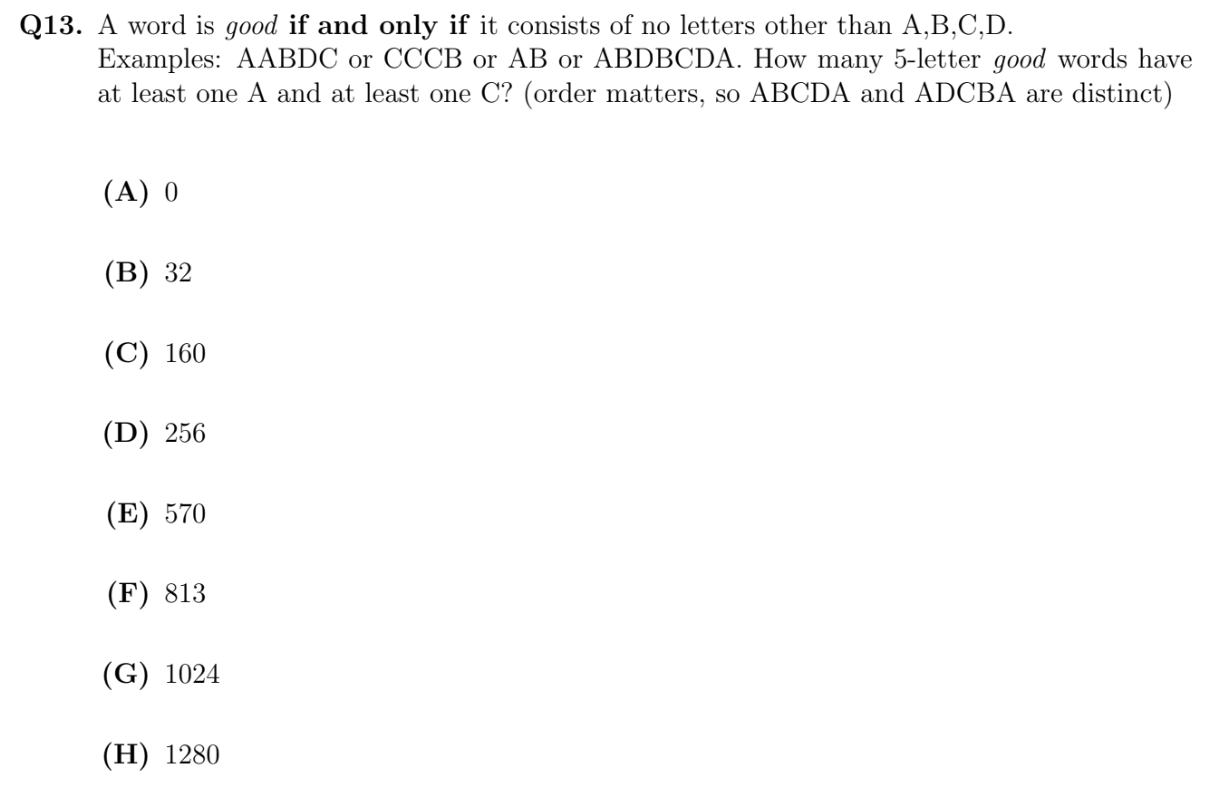 Q13. A word is good if and only if it consists of no letters other than A,B,C,D.
Examples: AABDC or CCCB or AB or ABDBCDA. How many 5-letter good words have
at least one A and at least one C? (order matters, so ABCDA and ADCBA are distinct)
(A) 0
(B) 32
(C) 160
(D) 256
(E) 570
(F) 813
(G) 1024
(H) 1280